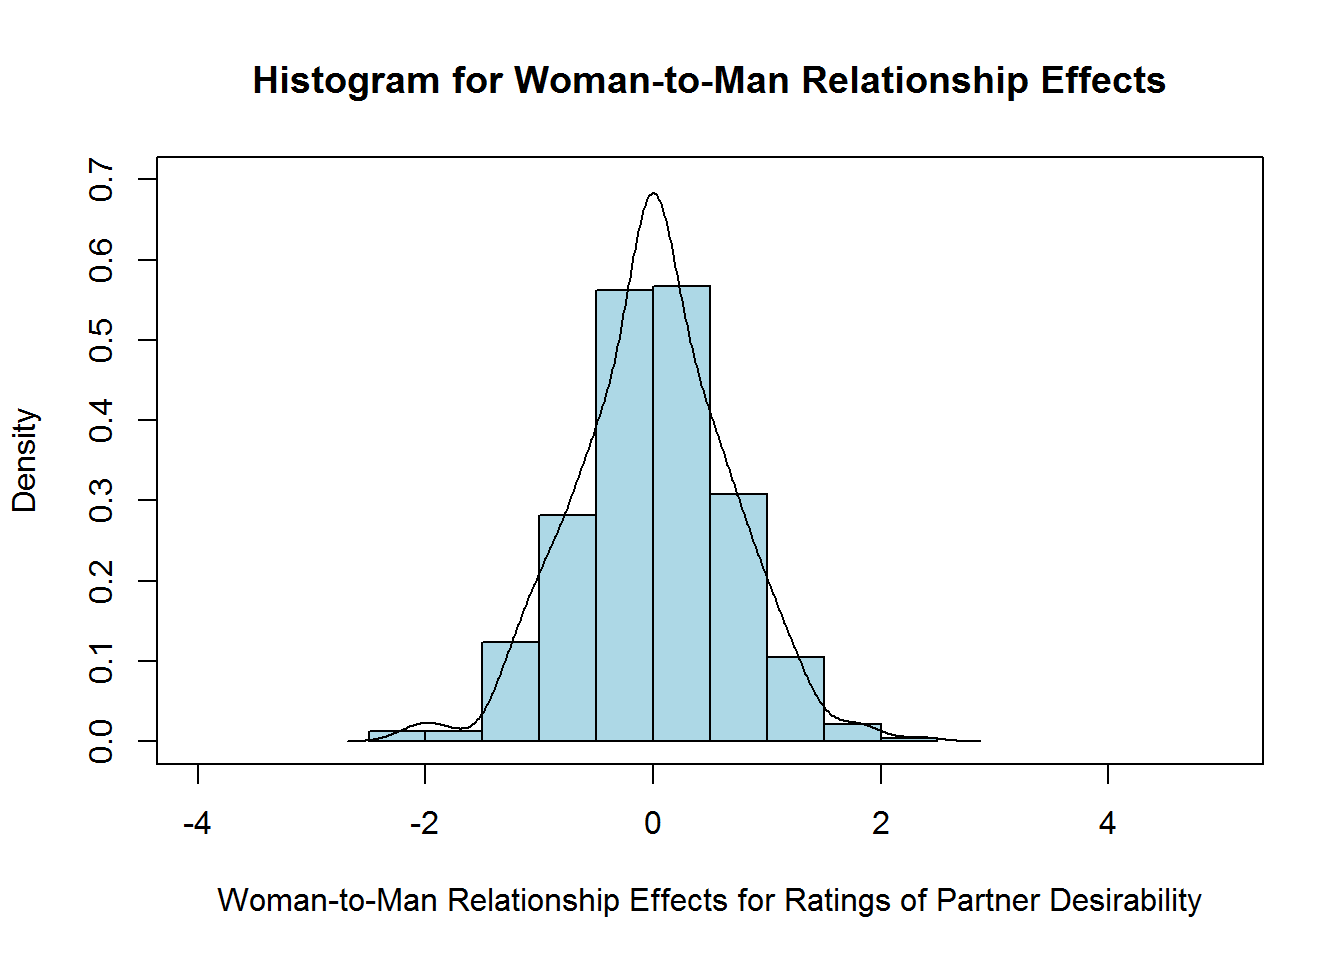 Histogram for Woman-to-Man Relationship Effects
0.7
0.6
0.5
0.4
0.3
0.2
0.1
0.0
Density
-4 -2 0 2 4
Woman-to-Man Relationship Effects for Ratings of Partner Desirability